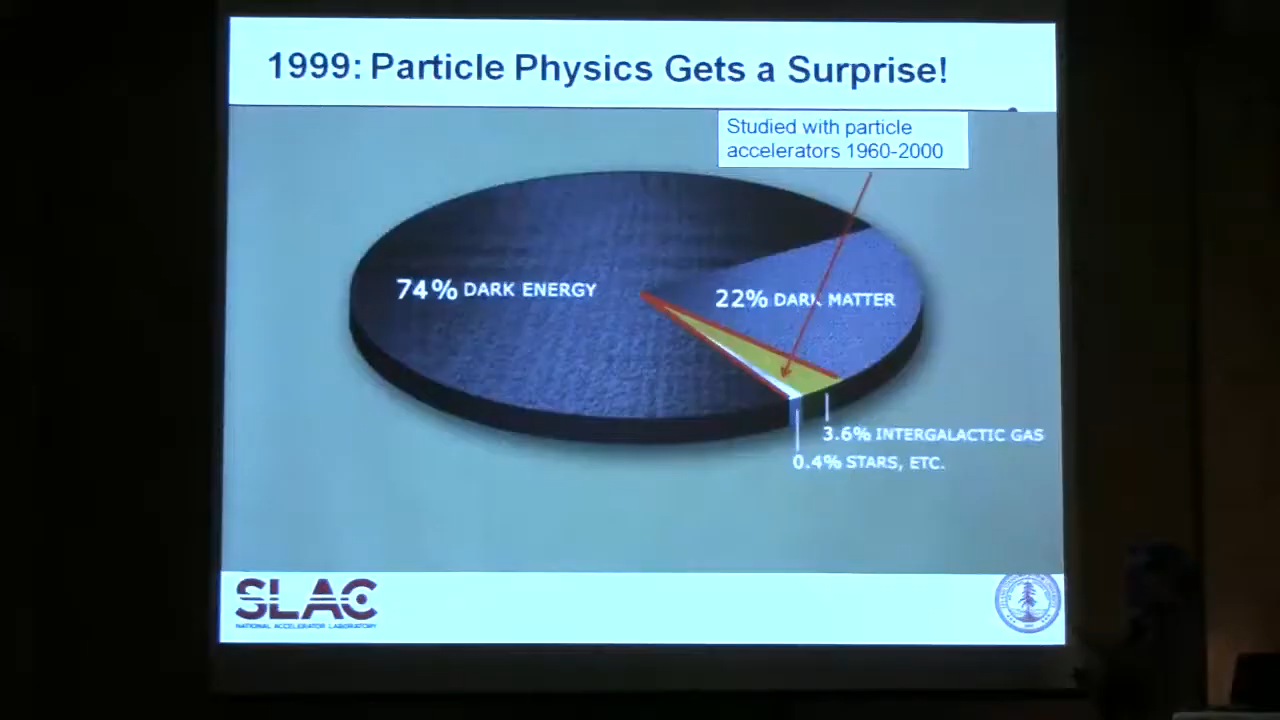 1999: Particle Physics Gets a Surprise!
Studied with particle
accelerators 1960-2000
74% DARK ENERGY
22% DARK MATTER
3.6% INTERGALACTIC GAS
0.4% STARS, ETC.
SLAC
NATIONAL ACCELERATOR LABORATORY